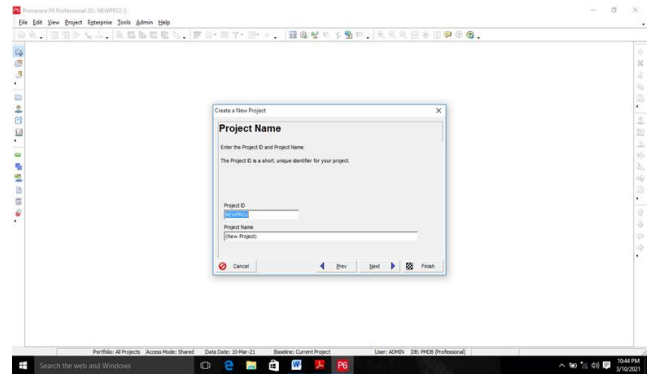 Primavera P6 Professional 20 : NEWPROJ ()
File Edit View Project Enterprise Tools Admin Help
Create a New Project
Project Name
Enter the Project ID and Project Name.
The Project ID is a short, unique identifier for your project.
Project ID
NEWPROJ
Project Name
(New Project)
Cancel Prev Next Finish
Portfolio: All Projects Access Mode: Shared Data Date: 10-Mar-21 Baseline: Current Project User: ADMIN DB: PMDB (Professional)
Search the web and Windows P6 10:44 PM
3/10/2021